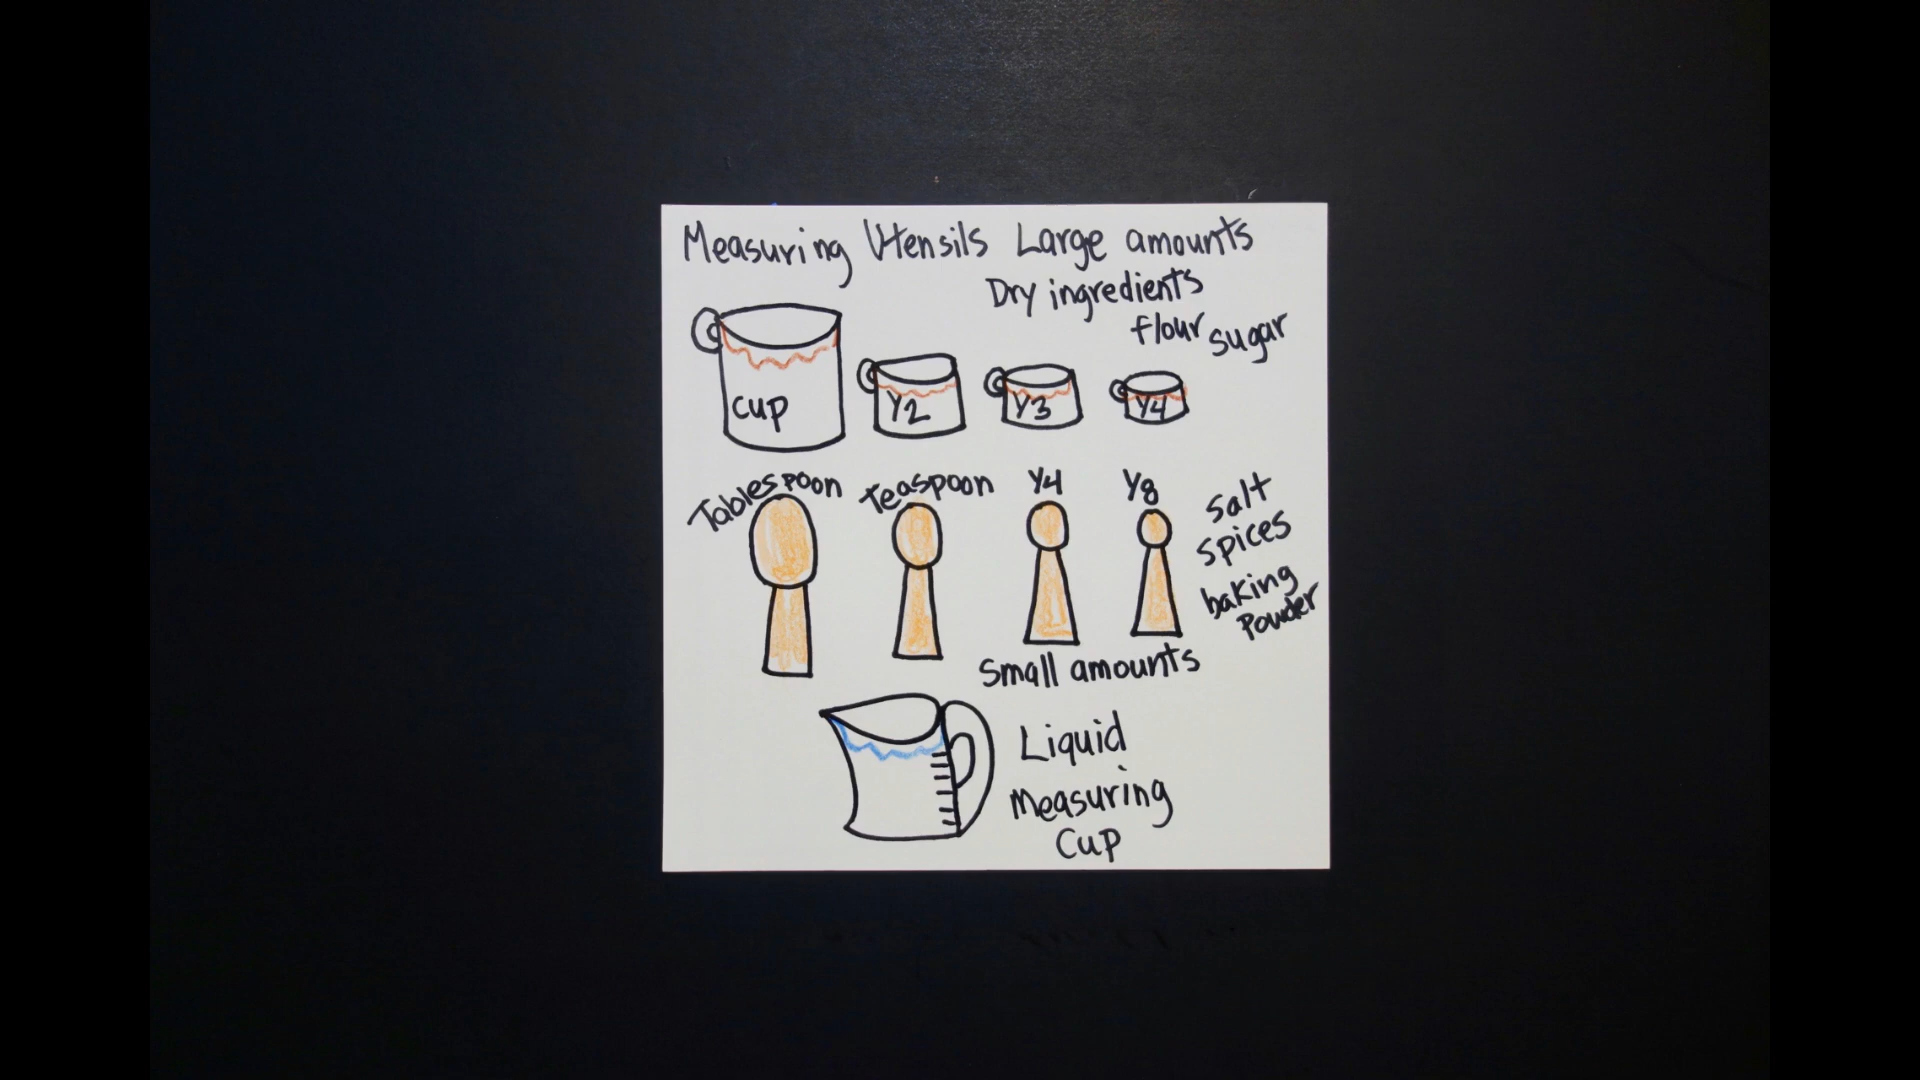 Measuring Utensils Large amounts
Dry ingredients
flour sugar
cup 1/2 1/3 1/4
Tablespoon Teaspoon 1/4 1/8
salt
spices
baking
powder
Small amounts
Liquid
Measuring
Cup